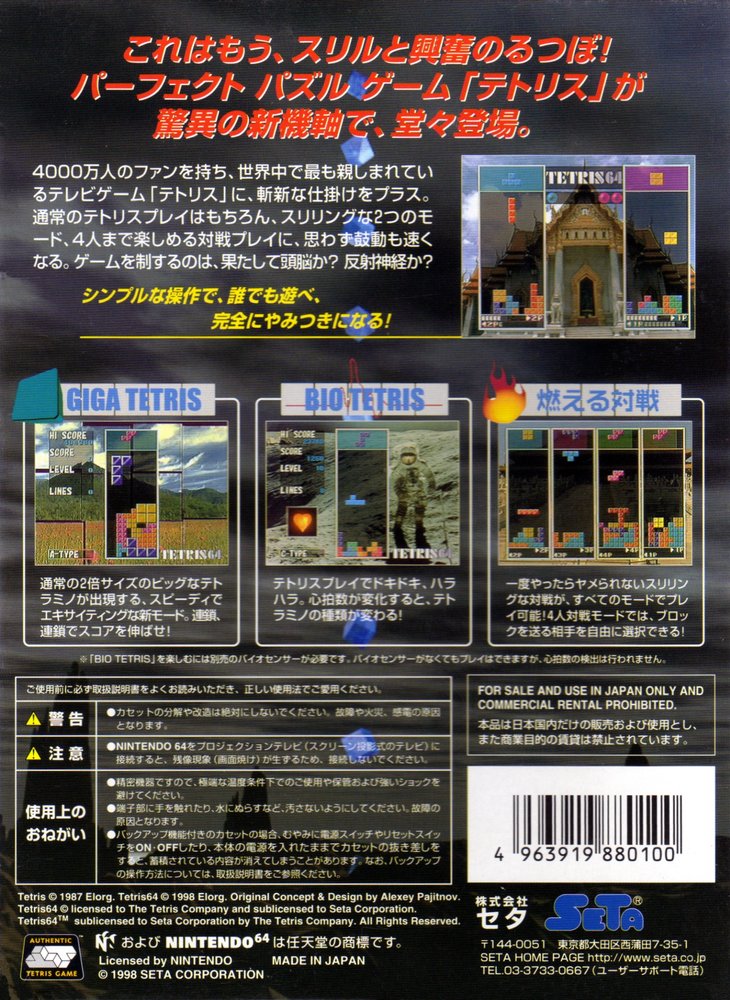 これはもう、スリルと興奮のるつぼ!
パーフェクト パズル ゲーム「テトリス」が
驚異の新機軸で、堂々登場。
4000万人のファンを持ち、世界中で最も親しまれてい
るテレビゲーム「テトリス」に、斬新な仕掛けをプラス。
通常のテトリスプレイはもちろん、スリリングな2つのモ
ード、4人まで楽しめる対戦プレイに、思わず鼓動も速く
なる。ゲームを制するのは、果たして頭脳か? 反射神経か?
シンプルな操作で、誰でも遊べ、
完全にやみつきになる!
TETRIS64
2P
1P
GIGA TETRIS
HI SCORE
SCORE
LEVEL
LINES
A-TYPE
TETRIS64
通常の2倍サイズのビッグなテト
ラミノが出現する、スピーディで
エキサイティングな新モード。連鎖、
連鎖でスコアを伸ばせ!
BIO TETRIS
HI SCORE
SCORE
1260
LEVEL 10
LINES
C-TYPE
TETRIS64
テトリスプレイでドキドキ、ハラ
ハラ。心拍数が変化すると、テト
ラミノの種類が変わる!
燃える対戦
2P
3P
4P
1P
一度やったらヤメられないスリリン
グな対戦が、すべてのモードでプレ
イ可能!4人対戦モードでは、ブロック
を送る相手を自由に選択できる!
※「BIO TETRIS」を楽しむには別売のバイオセンサーが必要です。バイオセンサーがなくてもプレイはできますが、心拍数の検出は行われません。
ご使用前に必ず取扱説明書をよくお読みいただき、正しい使用法でご愛用ください。
警告
●カセットの分解や改造は絶対にしないでください。故障や火災、感電の原因
となります。
注意
●NINTENDO 64をプロジェクションテレビ(スクリーン投影式のテレビ)に
接続すると、残像現象(画面焼け)が生ずるため、接続しないでください。
使用上の
おねがい
●精密機器ですので、極端な温度条件下でのご使用や保管および強いショックを
避けてください。
●端子部に手を触れたり、水にぬらすなど、汚さないようにしてください。故障の
原因となります。
●バックアップ機能付きのカセットの場合、むやみに電源スイッチやリセットスイッ
チをON・OFFしたり、本体の電源を入れたままでカセットの抜き差しを
すると、蓄積されている内容が消えてしまうことがあります。なお、バックアップ
の操作方法については、取扱説明書をご参照ください。
FOR SALE AND USE IN JAPAN ONLY AND
COMMERCIAL RENTAL PROHIBITED.
本品は日本国内だけの販売および使用とし、
また商業目的の賃貸は禁止されています。
4 963919 880100
Tetris © 1987 Elorg. Tetris64 © 1998 Elorg. Original Concept & Design by Alexey Pajitnov.
Tetris64 © licensed to The Tetris Company and sublicensed to Seta Corporation.
Tetris64™ sublicensed to Seta Corporation by The Tetris Company. All Rights Reserved.
AUTHENTIC
TETRIS GAME
および NINTENDO64 は任天堂の商標です。
Licensed by NINTENDO MADE IN JAPAN
© 1998 SETA CORPORATION
株式会社
セタ
SETA®
〒144-0051 東京都大田区西蒲田7-35-1
SETA HOME PAGE http://www.seta.co.jp
TEL.03-3733-0667(ユーザーサポート電話)